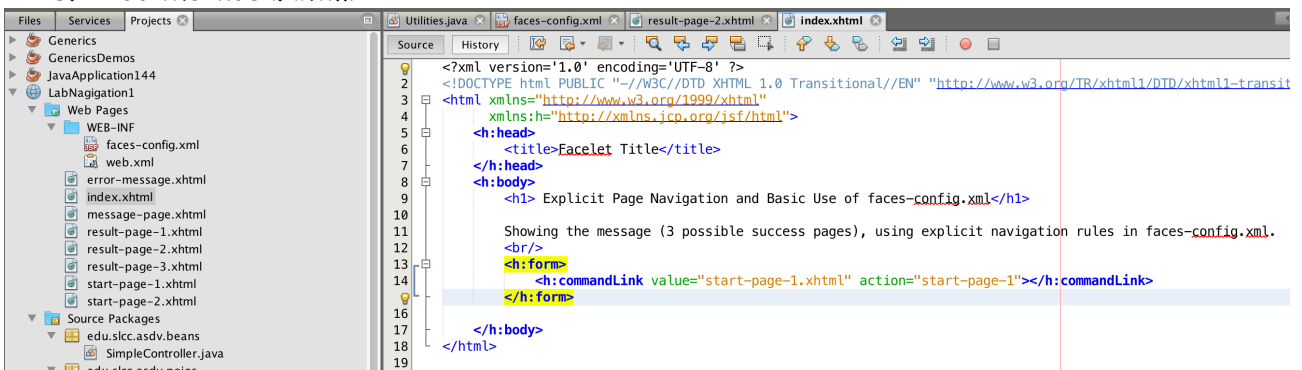 Files Services Projects
Utilities.java faces-config.xml result-page-2.xhtml index.xhtml
Generics
GenericsDemos
JavaApplication144
LabNagigation1
Web Pages
WEB-INF
faces-config.xml
web.xml
error-message.xhtml
index.xhtml
message-page.xhtml
result-page-1.xhtml
result-page-2.xhtml
result-page-3.xhtml
start-page-1.xhtml
start-page-2.xhtml
Source Packages
edu.slcc.asdv.beans
SimpleController.java
Source History
<?xml version='1.0' encoding='UTF-8' ?>
2 <!DOCTYPE html PUBLIC "-//W3C//DTD XHTML 1.0 Transitional//EN" "http://www.w3.org/TR/xhtml1/DTD/xhtml1-transit
3 <html xmlns="http://www.w3.org/1999/xhtml"
4 xmlns:h="http://xmlns.jcp.org/jsf/html">
5 <h:head>
6 <title>Facelet Title</title>
7 </h:head>
8 <h:body>
9 <h1> Explicit Page Navigation and Basic Use of faces-config.xml</h1>
10
11 Showing the message (3 possible success pages), using explicit navigation rules in faces-config.xml.
12 <br/>
13 <h:form>
14 <h:commandLink value="start-page-1.xhtml" action="start-page-1"></h:commandLink>
</h:form>
16
17 </h:body>
18 </html>
19